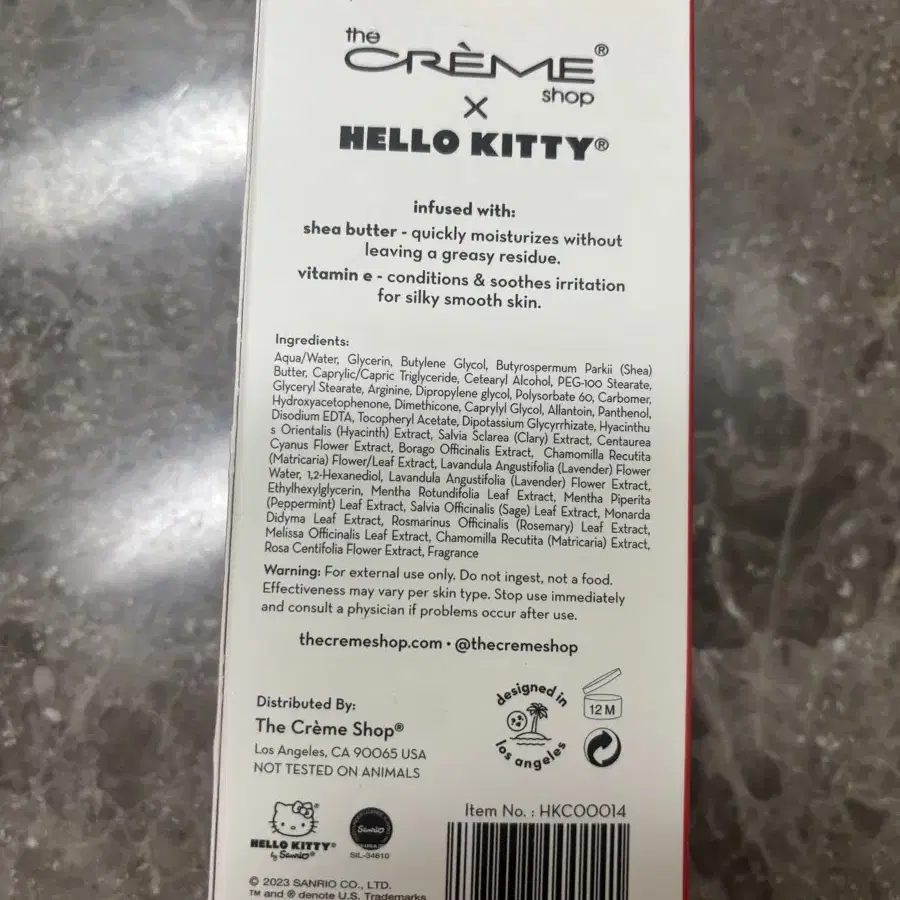 the
CRÈME®
shop
X
HELLO KITTY®
infused with:
shea butter - quickly moisturizes without
leaving a greasy residue.
vitamin e - conditions & soothes irritation
for silky smooth skin.
Ingredients:
Aqua/Water, Glycerin, Butylene Glycol, Butyrospermum Parkii (Shea)
Butter, Caprylic/Capric Triglyceride, Cetearyl Alcohol, PEG-100 Stearate,
Glyceryl Stearate, Arginine, Dipropylene glycol, Polysorbate 60, Carbomer,
Hydroxyacetophenone, Dimethicone, Caprylyl Glycol, Allantoin, Panthenol,
Disodium EDTA, Tocopheryl Acetate, Dipotassium Glycyrrhizate, Hyacinthu
s Orientalis (Hyacinth) Extract, Salvia Sclarea (Clary) Extract, Centaurea
Cyanus Flower Extract, Borago Officinalis Extract, Chamomilla Recutita
(Matricaria) Flower/Leaf Extract, Lavandula Angustifolia (Lavender) Flower
Water, 1,2-Hexanediol, Lavandula Angustifolia (Lavender) Flower Extract,
Ethylhexylglycerin, Mentha Rotundifolia Leaf Extract, Mentha Piperita
(Peppermint) Leaf Extract, Salvia Officinalis (Sage) Leaf Extract, Monarda
Didyma Leaf Extract, Rosmarinus Officinalis (Rosemary) Leaf Extract,
Melissa Officinalis Leaf Extract, Chamomilla Recutita (Matricaria) Extract,
Rosa Centifolia Flower Extract, Fragrance
Warning: For external use only. Do not ingest, not a food.
Effectiveness may vary per skin type. Stop use immediately
and consult a physician if problems occur after use.
thecremeshop.com • @thecremeshop
Distributed By:
The Crème Shop®
Los Angeles, CA 90065 USA
NOT TESTED ON ANIMALS
designed in
los angeles
12 M
Item No. : HKC00014
HELLO KITTY®
by Sanrio®
Sanrio
SIL-34610
© 2023 SANRIO CO., LTD.
TM and ® denote U.S. Trademarks